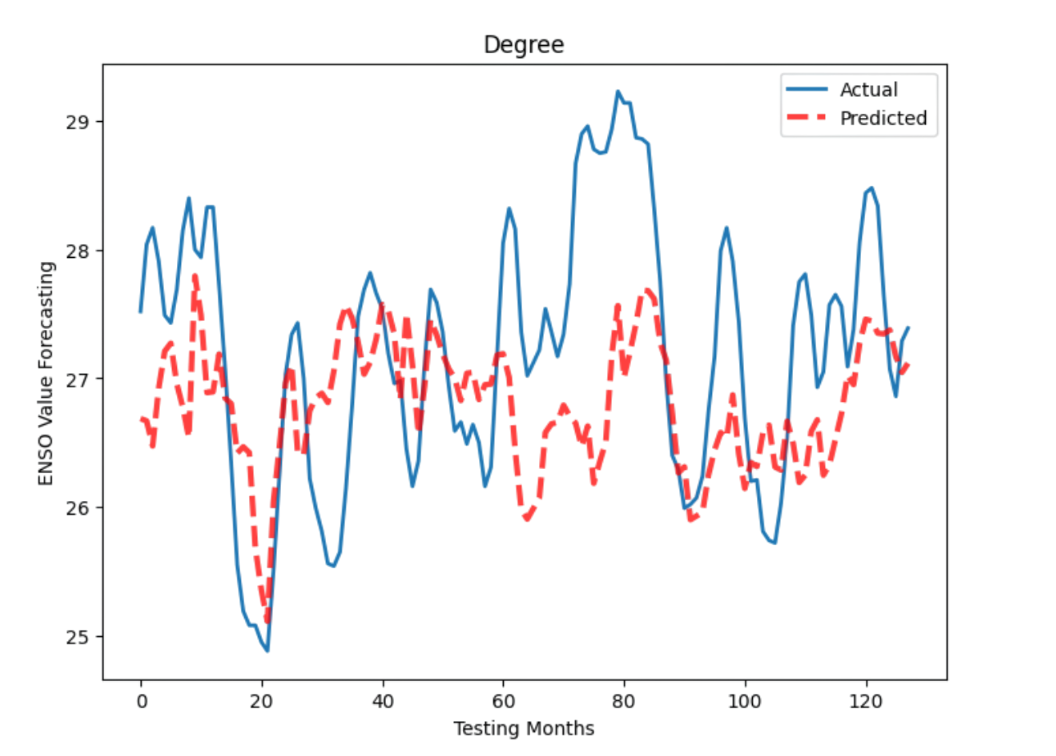 Degree
Actual
Predicted
29
28
27
26
25
ENSO Value Forecasting
0 20 40 60 80 100 120
Testing Months